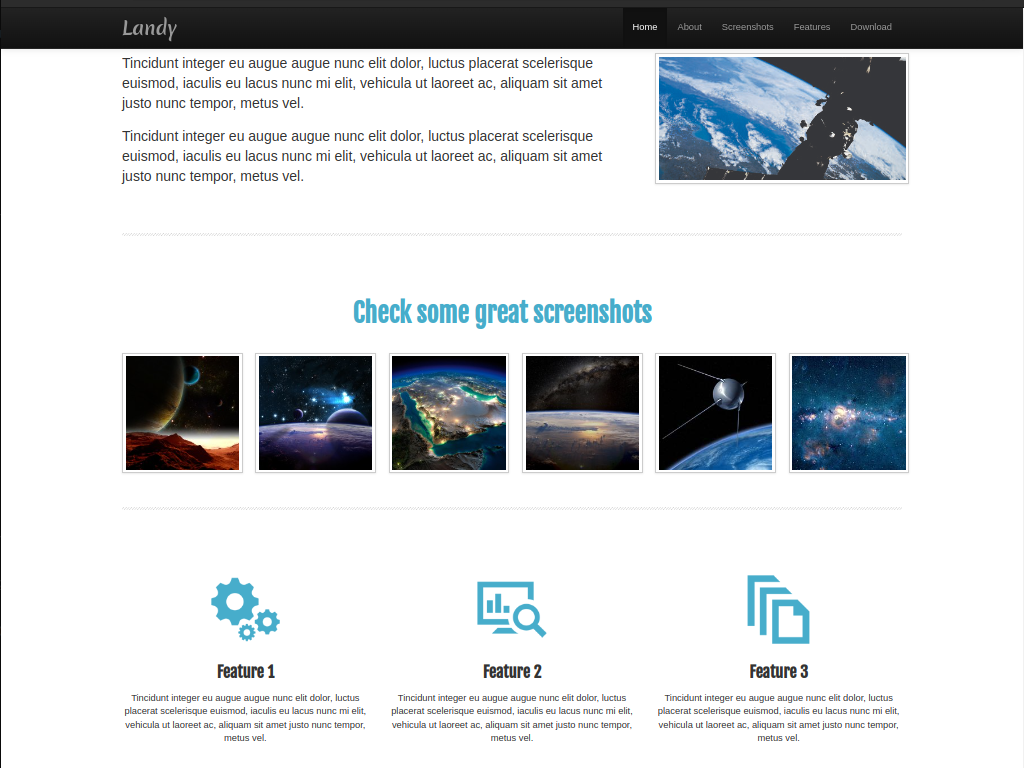 Landy
Home About Screenshots Features Download
Tincidunt integer eu augue augue nunc elit dolor, luctus placerat scelerisque
euismod, iaculis eu lacus nunc mi elit, vehicula ut laoreet ac, aliquam sit amet
justo nunc tempor, metus vel.
Tincidunt integer eu augue augue nunc elit dolor, luctus placerat scelerisque
euismod, iaculis eu lacus nunc mi elit, vehicula ut laoreet ac, aliquam sit amet
justo nunc tempor, metus vel.
Check some great screenshots
Feature 1
Tincidunt integer eu augue augue nunc elit dolor, luctus
placerat scelerisque euismod, iaculis eu lacus nunc mi elit,
vehicula ut laoreet ac, aliquam sit amet justo nunc tempor,
metus vel.
Feature 2
Tincidunt integer eu augue augue nunc elit dolor, luctus
placerat scelerisque euismod, iaculis eu lacus nunc mi elit,
vehicula ut laoreet ac, aliquam sit amet justo nunc tempor,
metus vel.
Feature 3
Tincidunt integer eu augue augue nunc elit dolor, luctus
placerat scelerisque euismod, iaculis eu lacus nunc mi elit,
vehicula ut laoreet ac, aliquam sit amet justo nunc tempor,
metus vel.